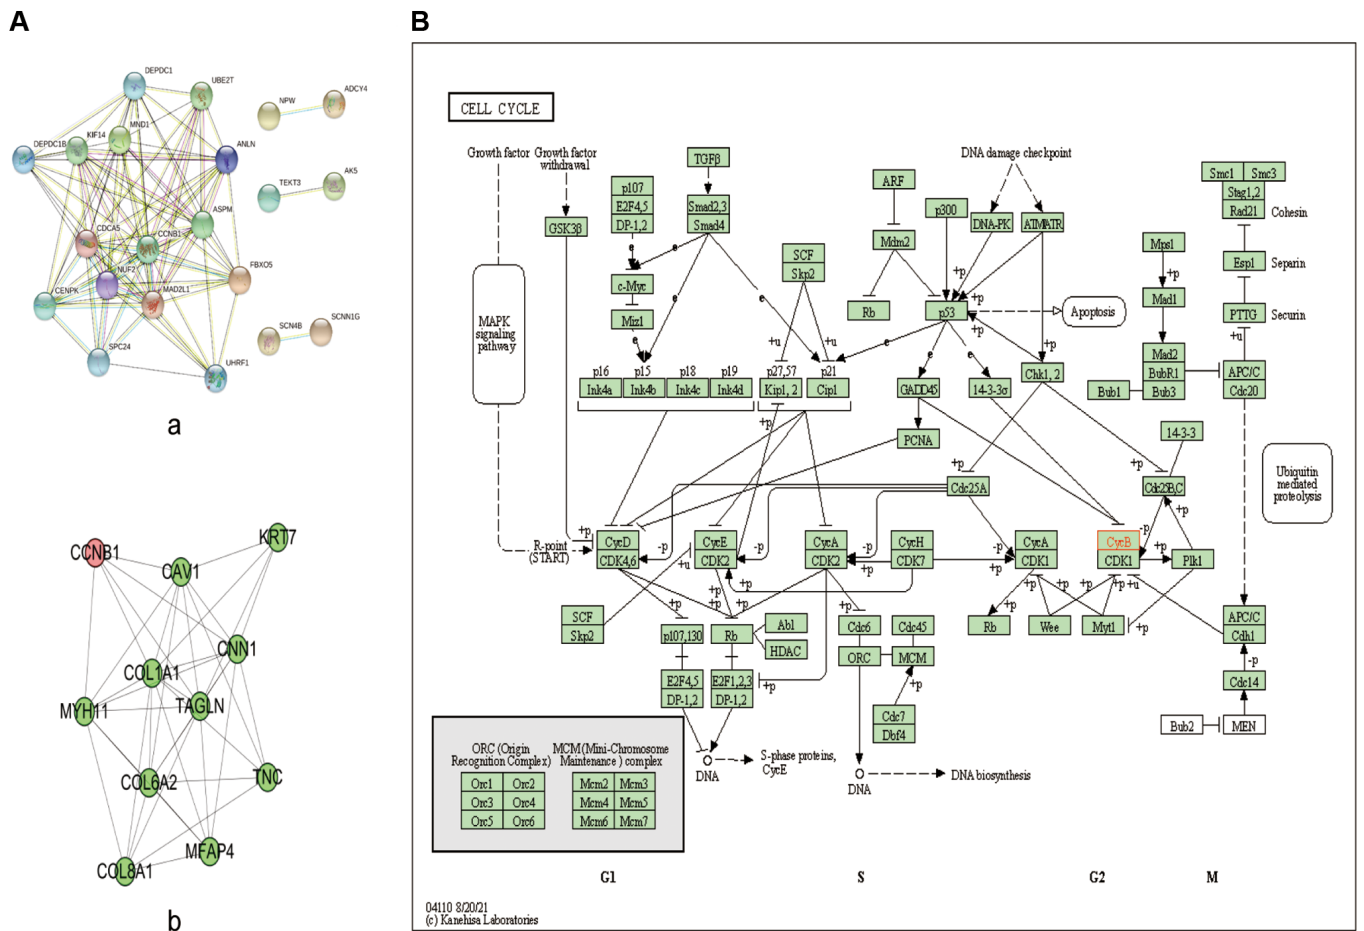 A
B
DEPDC1
UBE2T
NPW
ADCY4
KIF14
MND1
DEPDC1B
ANLN
TEKT3
AK5
ASPM
CDCA5
CCNB1
FBXO5
NUF2
CENPK
MAD2L1
SCN4B
SCNN1G
SPC24
UHRF1
a
KRT7
CCNB1
CAV1
CNN1
COL1A1
MYH11
TAGLN
COL6A2
TNC
MFAP4
COL8A1
b
CELL CYCLE
Growth factor
Growth factor
withdrawal
TGFβ
DNA damage checkpoint
Smc1 Smc3
Stag1,2
Rad21
Cohesin
ARF
p107
E2F4,5
DP-1,2
Smad2,3
Smad4
p300
DNA-PK
ATM/ATR
GSK3β
Mdm2
Mps1
SCF
Skp2
e
e
+p
+p
Esp1
Separin
c-Myc
Mad1
MAPK
signaling
pathway
Miz1
e
e
Rb
p53
Apoptosis
PTTG
Securin
+p
+p
e
+u
+u
e
e
e
+p
+u
Mad2
BubR1
Bub3
Bub1
APC/C
Cdc20
p16
p15
p18
p19
p27,57
p21
Ink4a
Ink4b
Ink4c
Ink4d
Kip1, 2
Cip1
GADD45
14-3-3σ
Chk1, 2
+p
PCNA
14-3-3
Ubiquitin
mediated
proteolysis
+p
+p
Cdc25A
Cdc25B,C
+p
-p
+p
R-point
(START)
CycD
CDK4,6
-p
CycE
CDK2
-p
CycA
CDK2
-p
+p
CycH
CDK7
-p
+p
CycA
CDK1
CycB
CDK1
+p
+p
Plk1
+u
+p
+p
+p
+p
+p
+p
+u
SCF
Skp2
+p
p107,130
Rb
Abl
HDAC
+p
Cdc6
Cdc45
+p
Rb
Wee
Myt1
+p
APC/C
Cdh1
ORC
MCM
-p
E2F4,5
DP-1,2
E2F1,2,3
DP-1,2
+p
+p
Cdc14
Cdc7
Dbf4
Bub2
MEN
ORC (Origin
Recognition Complex)
MCM (Mini-Chromosome
Maintenance ) complex
Orc1 Orc2
Orc3 Orc4
Orc5 Orc6
Mcm2 Mcm3
Mcm4 Mcm5
Mcm6 Mcm7
DNA
S-phase proteins,
CycE
DNA
DNA biosynthesis
G1
S
G2
M
04110 8/20/21
(c) Kanehisa Laboratories